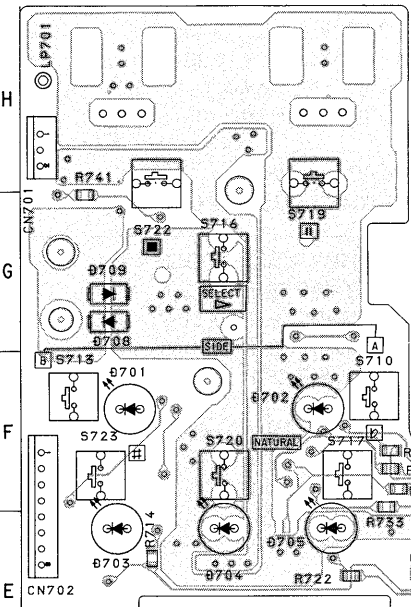 LP701
H
CN701
R741
S716
S719
S722
G
D709
SELECT
D708
SIDE
A
B
S713
D701
S710
D702
F
S723
#
S720
NATURAL
S717
R714
D705
R733
D703
D704
R722
CN702
E